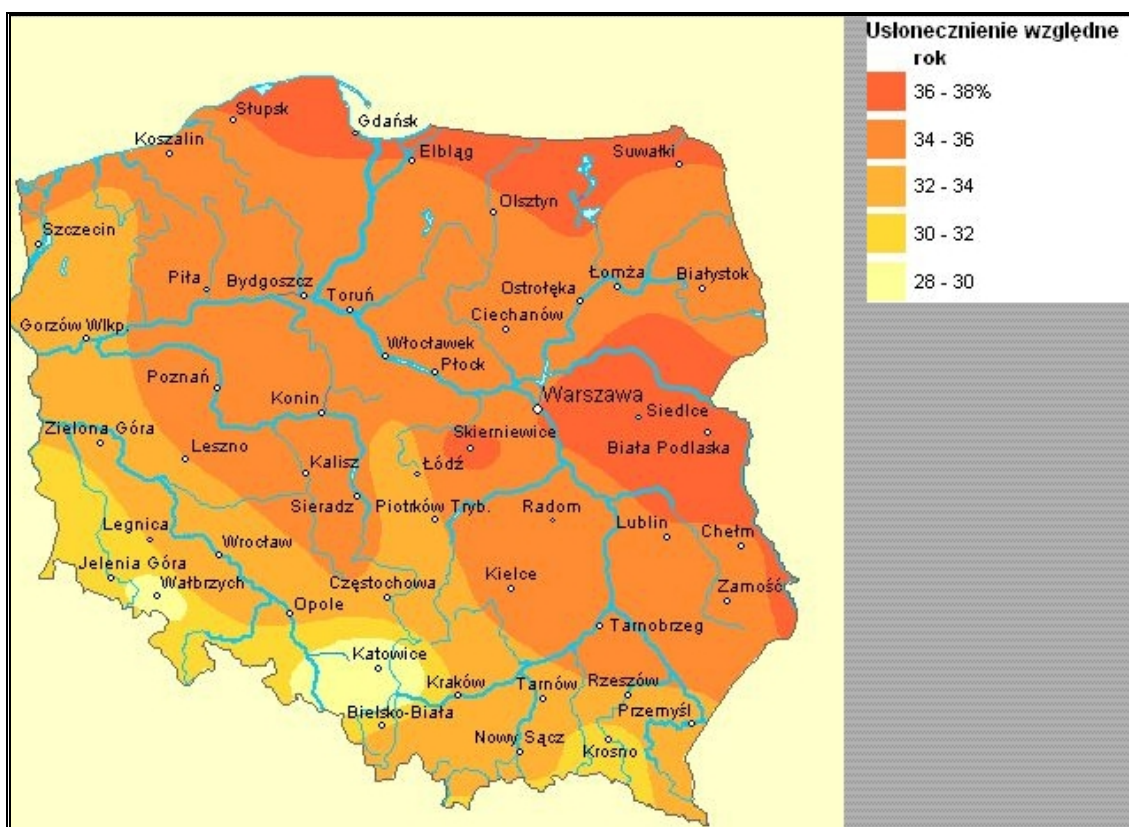 Usłonecznienie względne
rok
36 - 38%
34 - 36
32 - 34
30 - 32
28 - 30
Słupsk
Gdańsk
Koszalin
Elbląg
Suwałki
Olsztyn
Szczecin
Piła
Bydgoszcz
Toruń
Ostrołęka
Łomża
Białystok
Ciechanów
Gorzów Wlkp.
Włocławek
Płock
Poznań
Konin
Warszawa
Siedlce
Skierniewice
Biała Podlaska
Zielona Góra
Leszno
Kalisz
Łódź
Sieradz
Piotrków Tryb.
Radom
Lublin
Chełm
Legnica
Wrocław
Jelenia Góra
Wałbrzych
Częstochowa
Kielce
Zamość
Opole
Tarnobrzeg
Katowice
Kraków
Tarnów
Rzeszów
Bielsko-Biała
Przemyśl
Nowy Sącz
Krosno